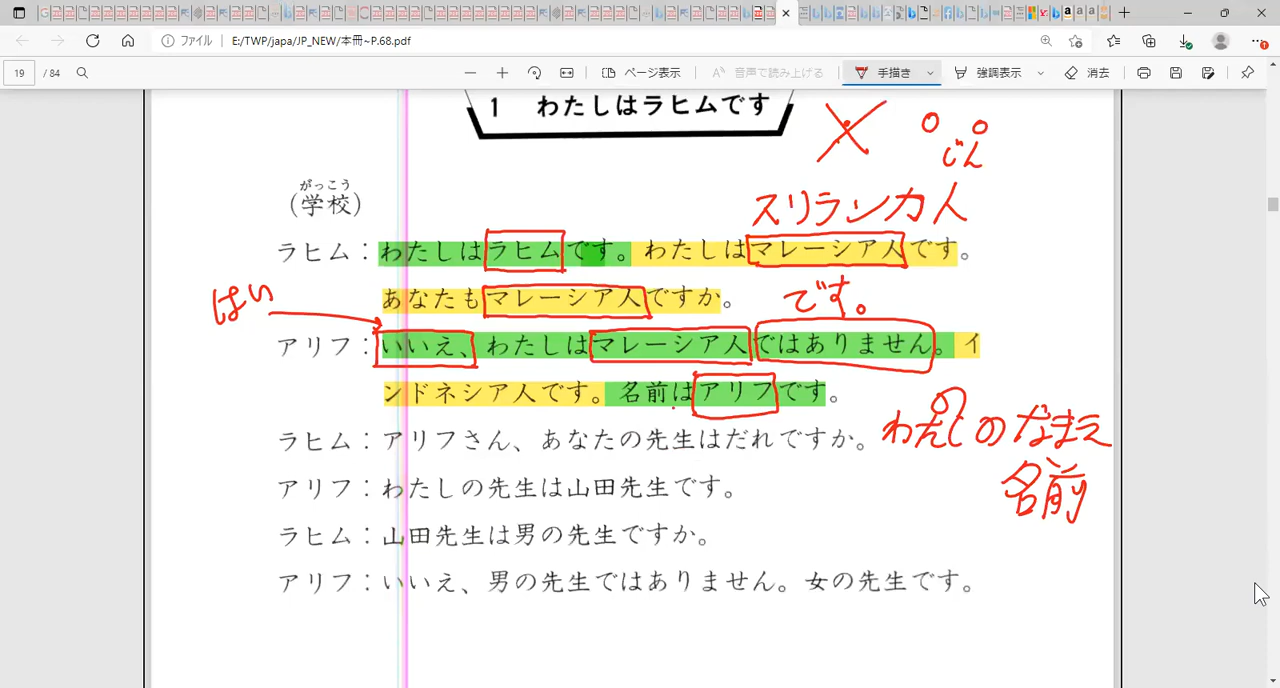 ファイル E:/TWP/japa/JP_NEW/本冊~P.68.pdf
19 / 84 ページ表示 音声で読み上げる 手描き 強調表示 消去
1 わたしはラヒムです
じん
がっこう
(学校)
スリランカ人
ラヒム:わたしはラヒムです。わたしはマレーシア人です。
あなたもマレーシア人ですか。
です。
はい
アリフ:いいえ、わたしはマレーシア人ではありません。イ
ンドネシア人です。名前はアリフです。
の
わたしのなまえ
ラヒム:アリフさん、あなたの先生はだれですか。
名前
アリフ:わたしの先生は山田先生です。
ラヒム:山田先生は男の先生ですか。
アリフ:いいえ、男の先生ではありません。女の先生です。